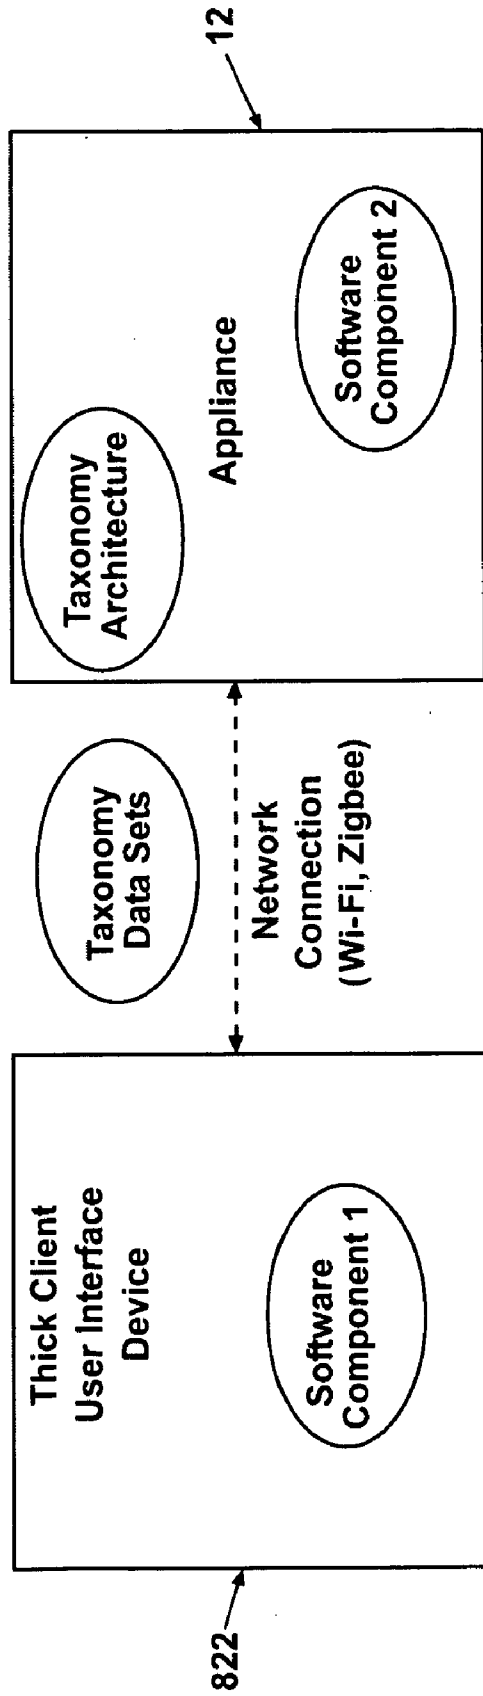 822
Thick Client
User Interface
Device
Software
Component 1
Taxonomy
Data Sets
Network
Connection
(Wi-Fi, Zigbee)
Taxonomy
Architecture
Appliance
Software
Component 2
12